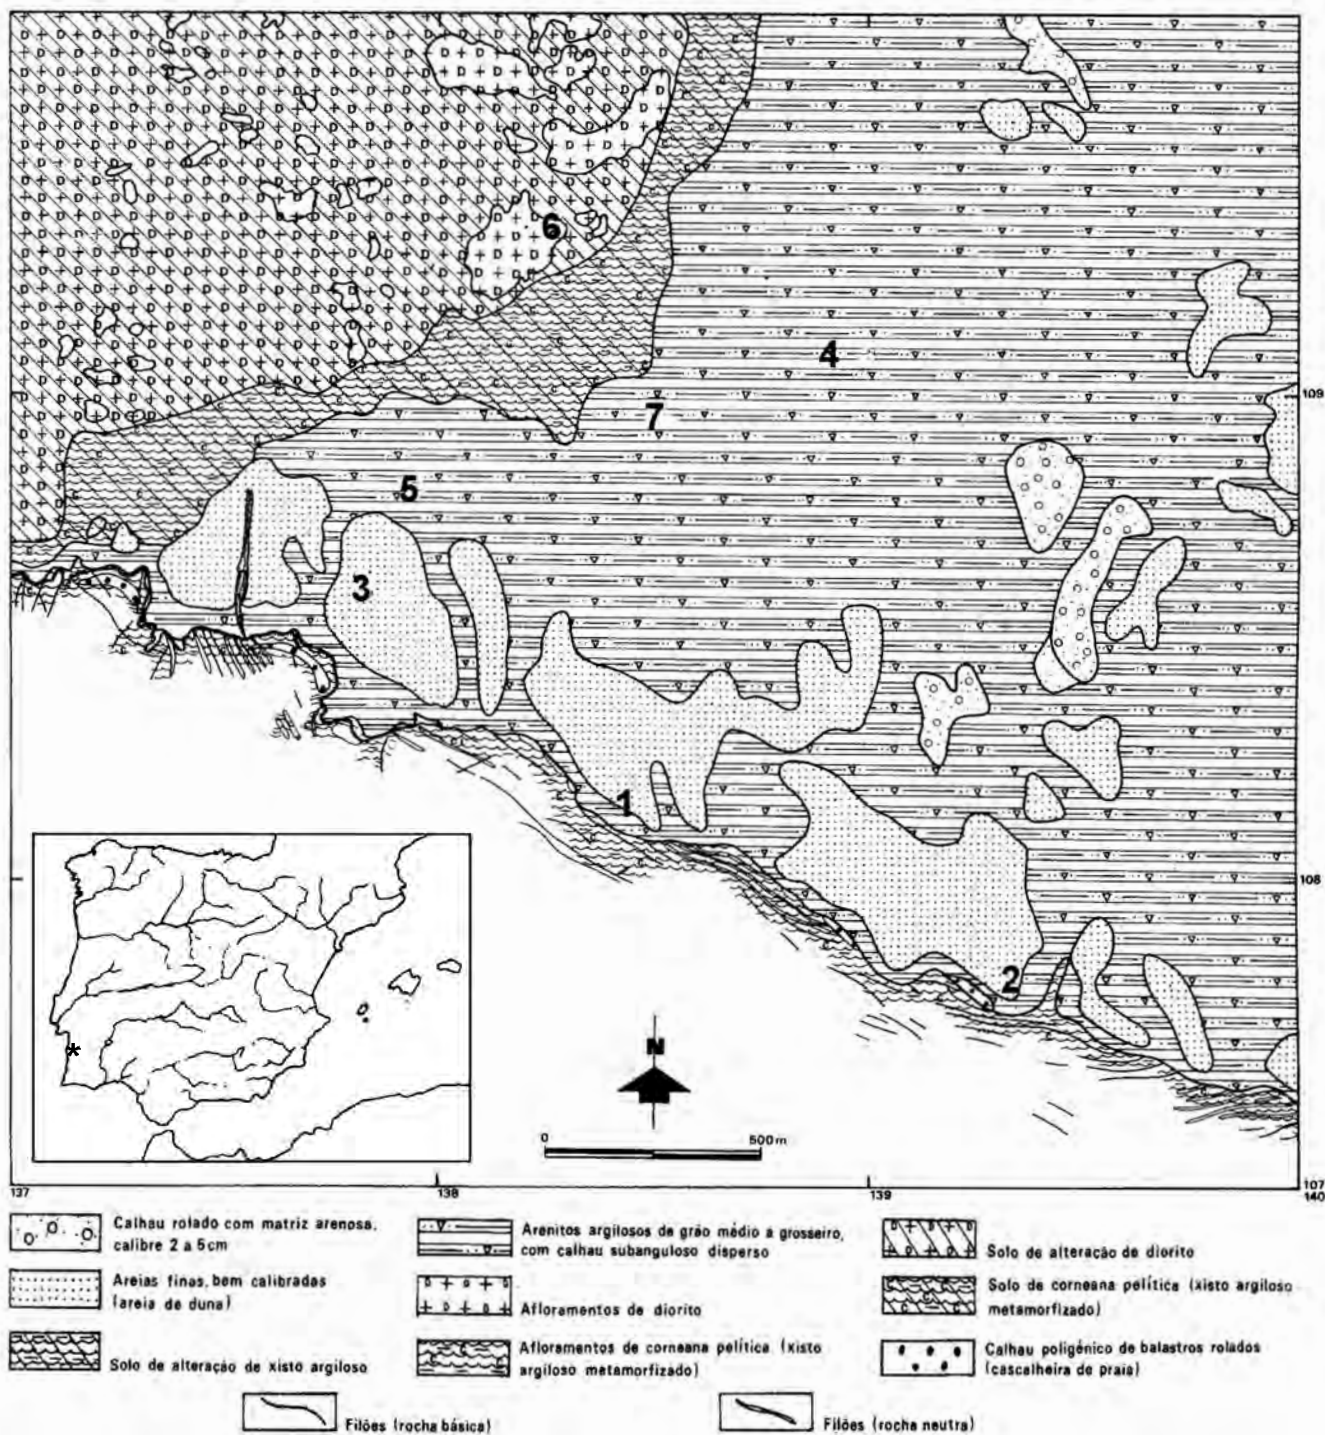 6
4
109
7
5
3
1
108
2
*
N
0 500 m
137 138 139 107
140
Calhau rolado com matriz arenosa,
calibre 2 a 5cm
Arenitos argilosos de grão médio a grosseiro,
com calhau subanguloso disperso
Solo de alteração de diorito
Areias finas, bem calibradas
(areia de duna)
Afloramentos de diorito
Solo de corneana pelítica (xisto argiloso
metamorfizado)
Solo de alteração de xisto argiloso
Afloramentos de corneana pelítica (xisto
argiloso metamorfizado)
Calhau poligénico de balastros rolados
(cascalheira de praia)
Filões (rocha básica)
Filões (rocha neutra)